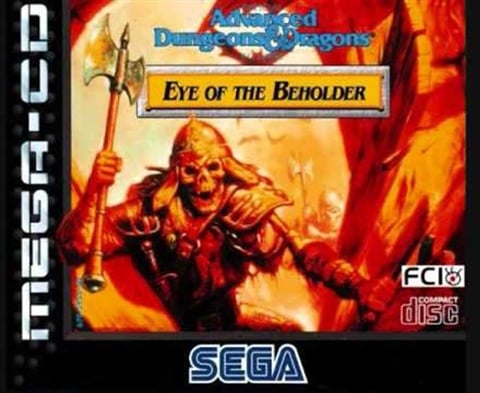 Advanced
Dungeons & Dragons
EYE OF THE BEHOLDER
MEGA-CD
FCI
COMPACT
disc
SEGA